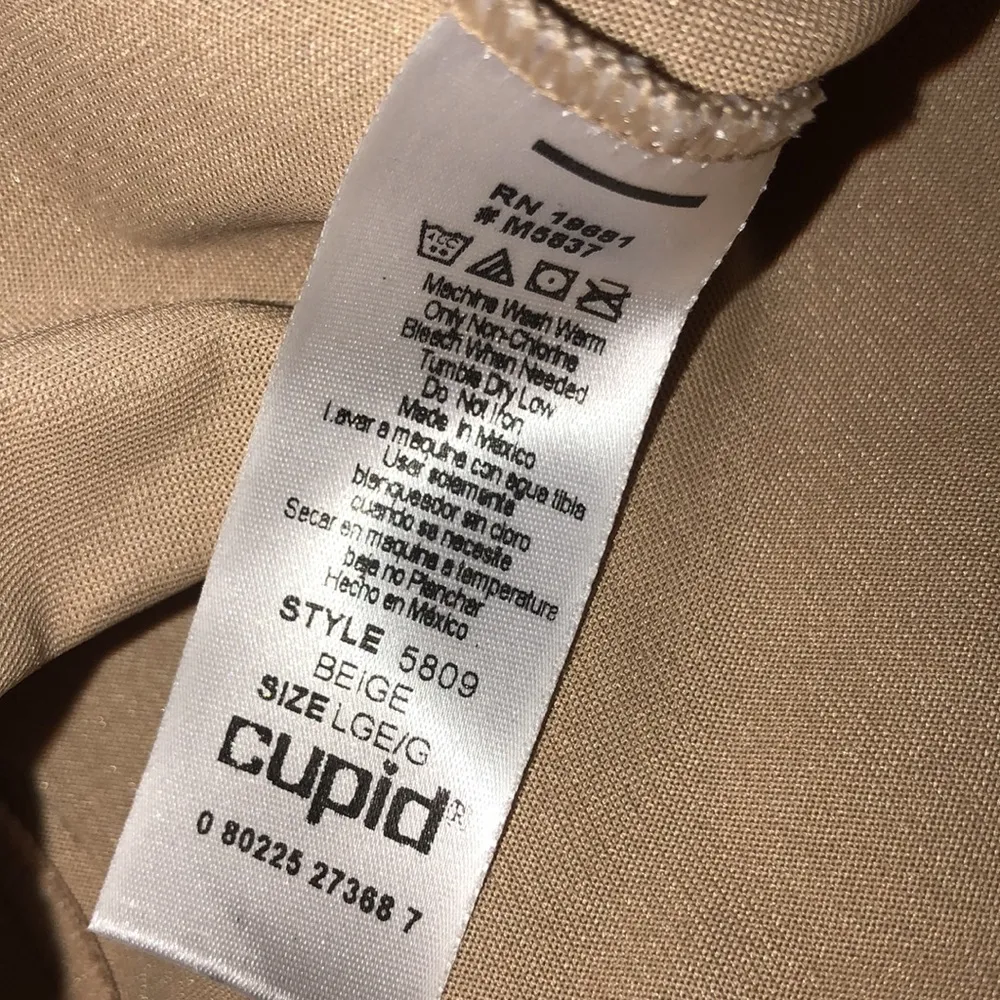 RN 19681
# M5837
Machine Wash Warm
Only Non-Chlorine
Bleach When Needed
Tumble Dry Low
Do Not Iron
Made in México
Lavar a maquina con agua tibia
Usar solamente
blanqueador sin cloro
cuando se necesite
Secar en maquina a temperatura
baja no Planchar
Hecho en México
STYLE 5809
BEIGE
SIZE LGE/G
cupid®
0 80225 27368 7